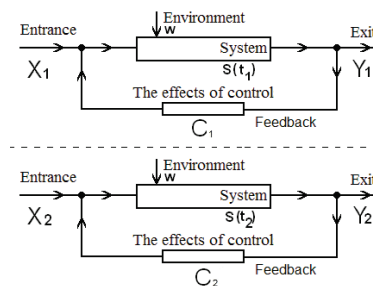 Environment
Entrance
W
System
Exit
X1
S(t1)
Y1
The effects of control
C1
Feedback
Environment
Entrance
W
System
Exit
X2
S(t2)
Y2
The effects of control
C2
Feedback